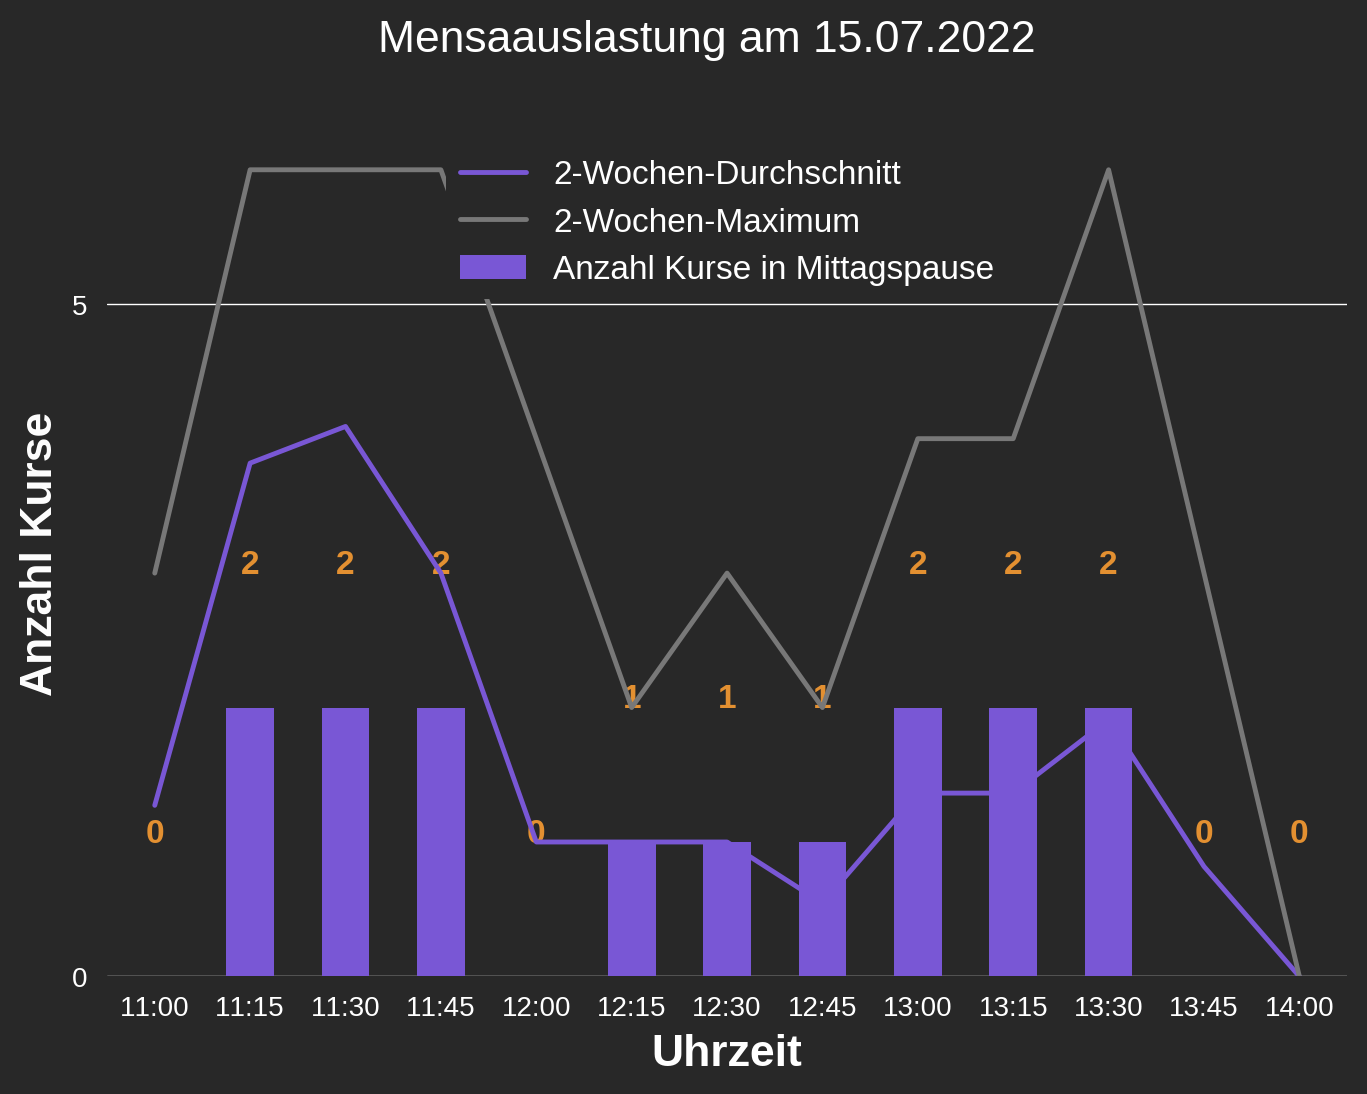 Mensaauslastung am 15.07.2022
2-Wochen-Durchschnitt
2-Wochen-Maximum
Anzahl Kurse in Mittagspause
5
Anzahl Kurse
2 2 2 2 2 2
1 1 1
0 0 0 0
0
11:00 11:15 11:30 11:45 12:00 12:15 12:30 12:45 13:00 13:15 13:30 13:45 14:00
Uhrzeit